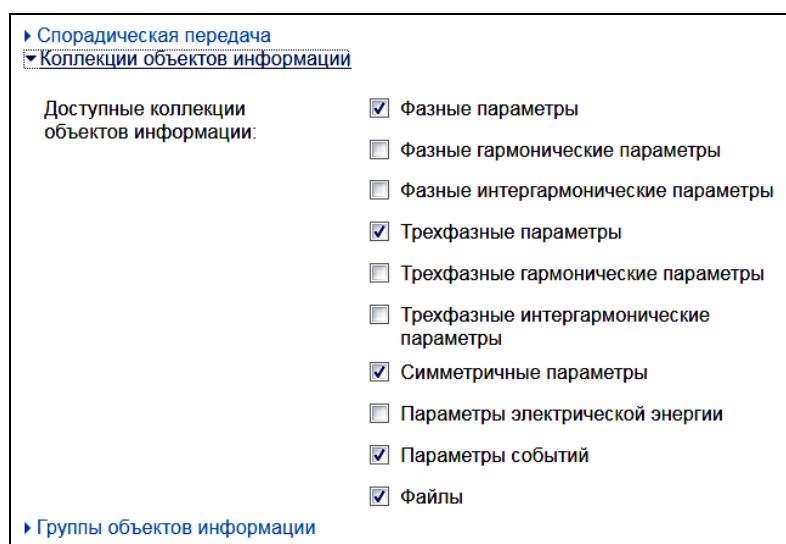 Спорадическая передача
Коллекции объектов информации
Доступные коллекции
объектов информации:
Фазные параметры
Фазные гармонические параметры
Фазные интергармонические параметры
Трехфазные параметры
Трехфазные гармонические параметры
Трехфазные интергармонические
параметры
Симметричные параметры
Параметры электрической энергии
Параметры событий
Файлы
Группы объектов информации